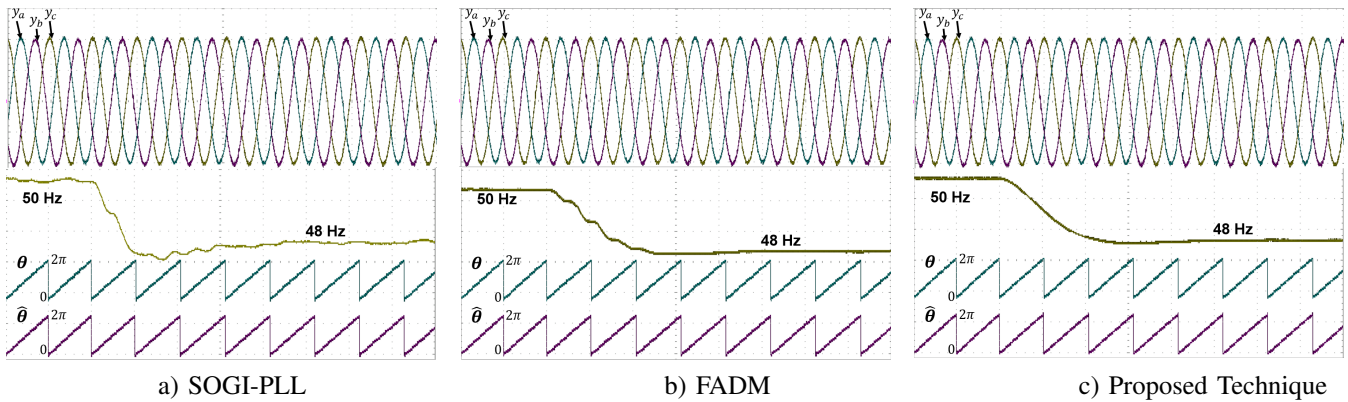 y_a y_b y_c
50 Hz
48 Hz
θ 2π
0
θ̂ 2π
0
a) SOGI-PLL
y_a y_b y_c
50 Hz
48 Hz
θ 2π
0
θ̂ 2π
0
b) FADM
y_a y_b y_c
50 Hz
48 Hz
θ 2π
0
θ̂ 2π
0
c) Proposed Technique